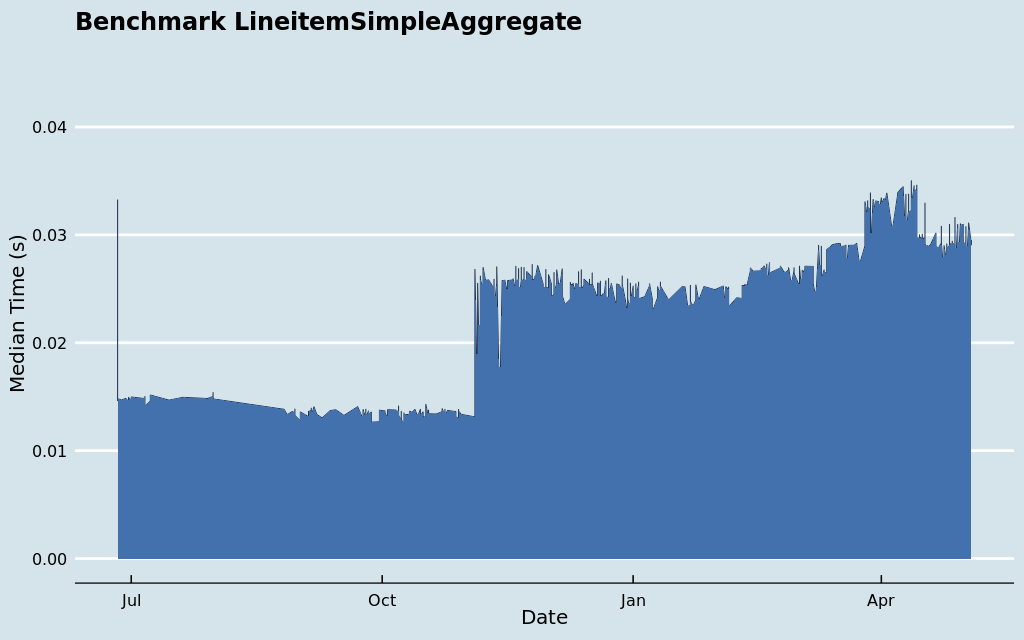 Benchmark LineitemSimpleAggregate
Median Time (s)
0.04
0.03
0.02
0.01
0.00
Jul Oct Jan Apr
Date